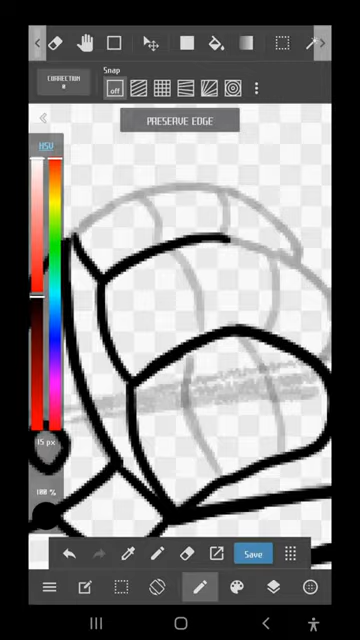 CORRECTION
Snap
off
PRESERVE EDGE
HSV
15 px
100 %
Save